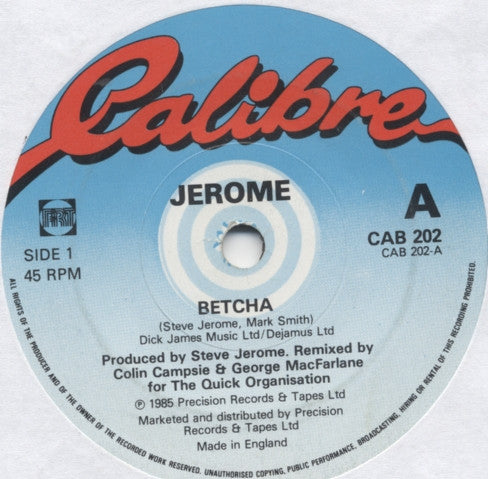 Calibre
JEROME
A
PRT
SIDE 1
45 RPM
CAB 202
CAB 202-A
BETCHA
(Steve Jerome, Mark Smith)
Dick James Music Ltd/Dejamus Ltd
Produced by Steve Jerome. Remixed by
Colin Campsie & George MacFarlane
for The Quick Organisation
℗ 1985 Precision Records & Tapes Ltd
Marketed and distributed by Precision
Records & Tapes Ltd
Made in England
ALL RIGHTS OF THE PRODUCER AND OF THE OWNER OF THE RECORDED WORK RESERVED. UNAUTHORISED COPYING, PUBLIC PERFORMANCE, BROADCASTING, HIRING OR RENTAL OF THIS RECORDING PROHIBITED.